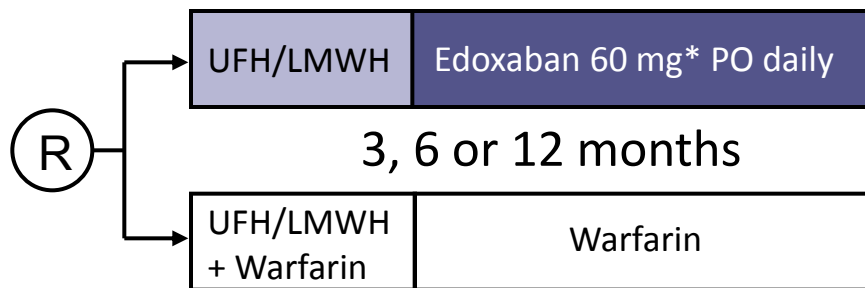 UFH/LMWH
Edoxaban 60 mg* PO daily
R
3, 6 or 12 months
UFH/LMWH
+ Warfarin
Warfarin